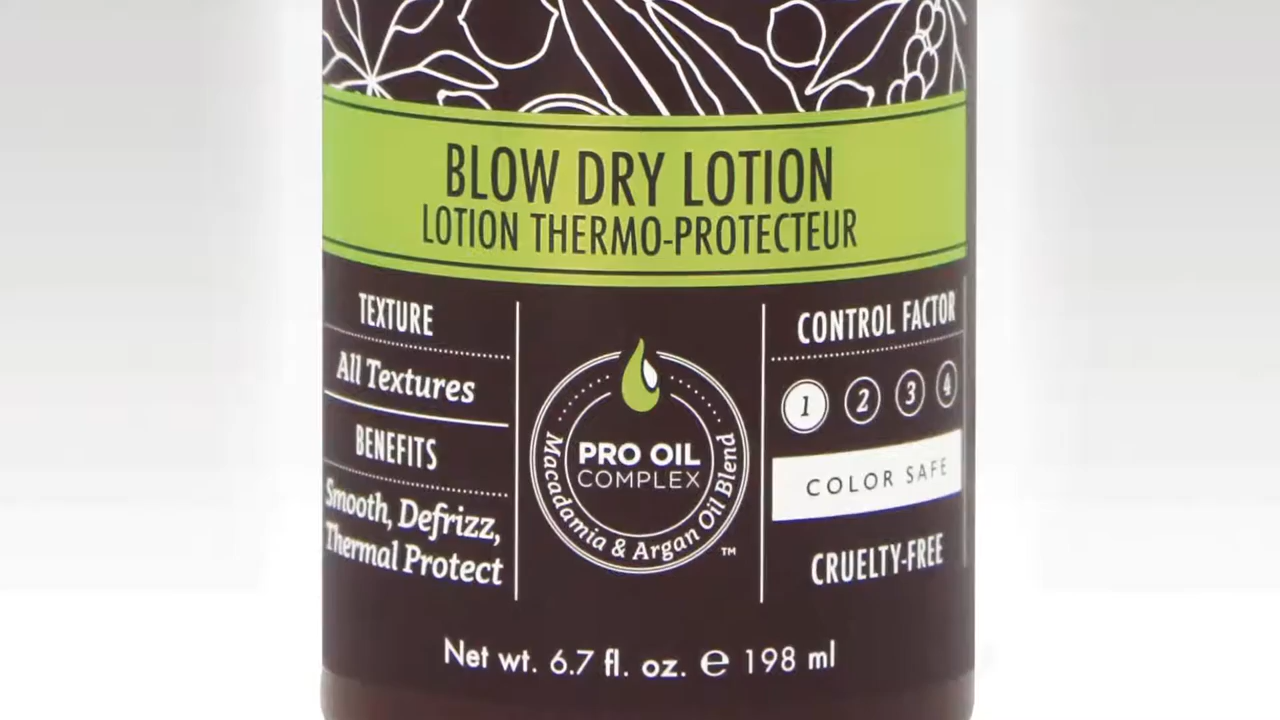 BLOW DRY LOTION
LOTION THERMO-PROTECTEUR
TEXTURE
All Textures
BENEFITS
Smooth, Defrizz,
Thermal Protect
PRO OIL
COMPLEX
Macadamia & Argan Oil Blend
™
CONTROL FACTOR
1 2 3 4
COLOR SAFE
CRUELTY-FREE
Net wt. 6.7 fl. oz. ℮ 198 ml